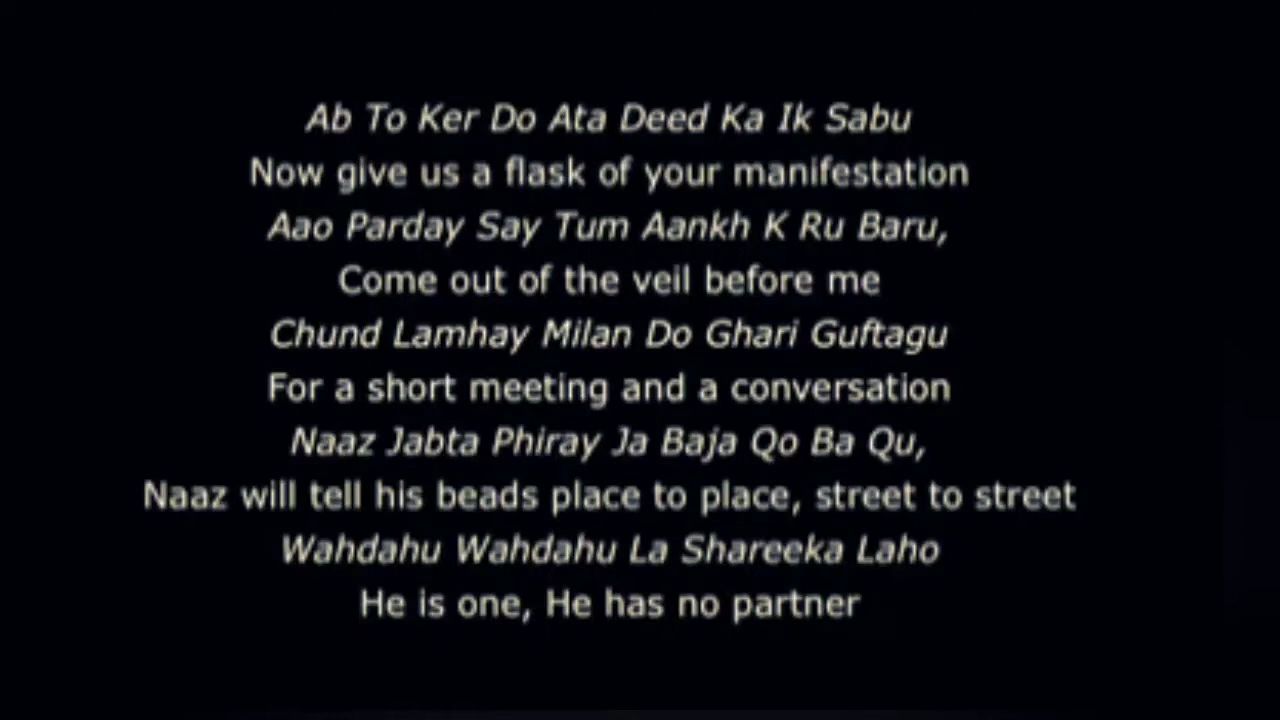 Ab To Ker Do Ata Deed Ka Ik Sabu
Now give us a flask of your manifestation
Aao Parday Say Tum Aankh K Ru Baru,
Come out of the veil before me
Chund Lamhay Milan Do Ghari Guftagu
For a short meeting and a conversation
Naaz Jabta Phiray Ja Baja Qo Ba Qu,
Naaz will tell his beads place to place, street to street
Wahdahu Wahdahu La Shareeka Laho
He is one, He has no partner